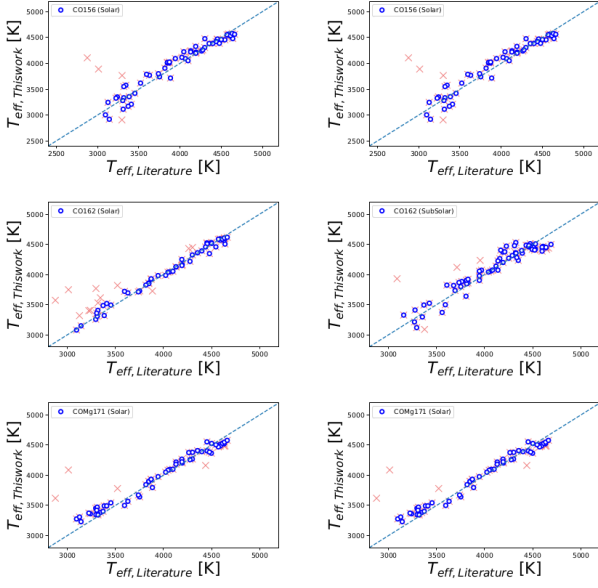 CO156 (Solar)
T_eff, Thiswork [K]
5000
4500
4000
3500
3000
2500
2500 3000 3500 4000 4500 5000
T_eff, Literature [K]
CO156 (Solar)
T_eff, Thiswork [K]
5000
4500
4000
3500
3000
2500
2500 3000 3500 4000 4500 5000
T_eff, Literature [K]
CO162 (Solar)
T_eff, Thiswork [K]
5000
4500
4000
3500
3000
3000 3500 4000 4500 5000
T_eff, Literature [K]
CO162 (SubSolar)
T_eff, Thiswork [K]
5000
4500
4000
3500
3000
3000 3500 4000 4500 5000
T_eff, Literature [K]
COMg171 (Solar)
T_eff, Thiswork [K]
5000
4500
4000
3500
3000
3000 3500 4000 4500 5000
T_eff, Literature [K]
COMg171 (Solar)
T_eff, Thiswork [K]
5000
4500
4000
3500
3000
3000 3500 4000 4500 5000
T_eff, Literature [K]